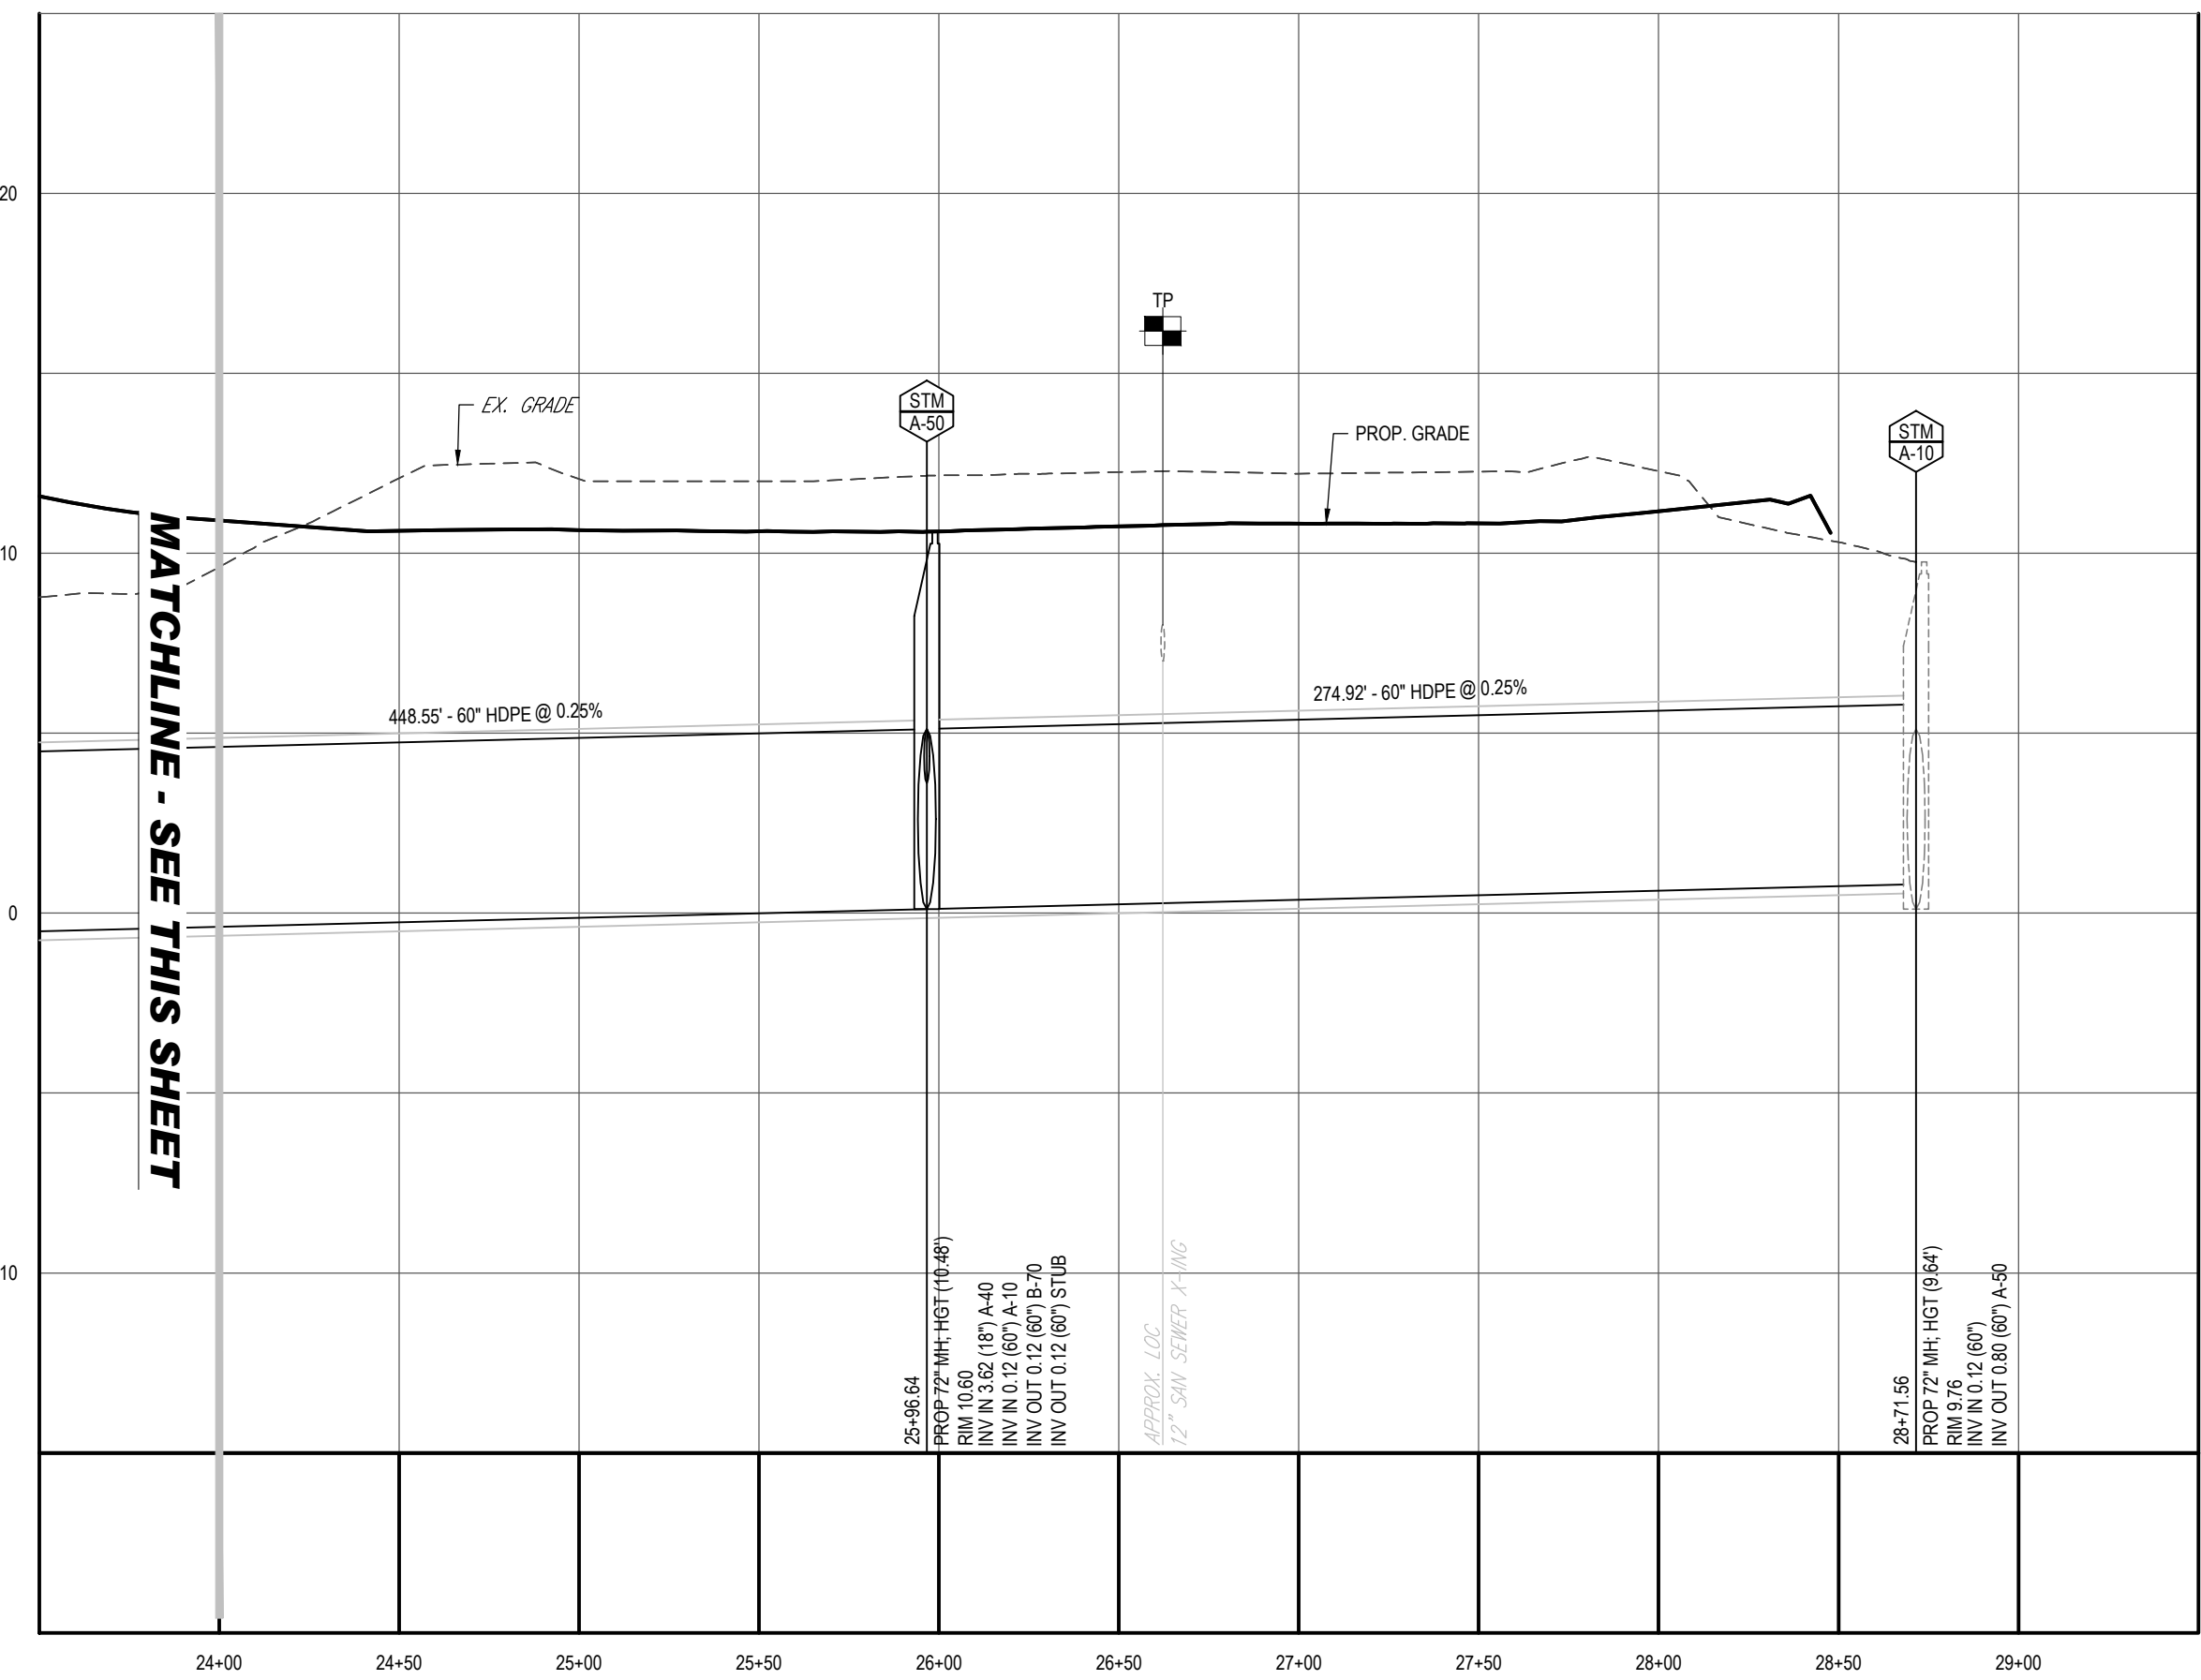 20
10
0
10
TP
EX. GRADE
STM
A-50
PROP. GRADE
STM
A-10
MATCHLINE - SEE THIS SHEET
448.55' - 60" HDPE @ 0.25%
274.92' - 60" HDPE @ 0.25%
25+96.64
PROP 72" MH; HGT (10.48')
RIM 10.60
INV IN 3.62 (18") A-40
INV IN 0.12 (60") A-10
INV OUT 0.12 (60") B-70
INV OUT 0.12 (60") STUB
APPROX. LOC
12" SAN SEWER X-ING
28+71.56
PROP 72" MH; HGT (9.64')
RIM 9.76
INV IN 0.12 (60")
INV OUT 0.80 (60") A-50
24+00
24+50
25+00
25+50
26+00
26+50
27+00
27+50
28+00
28+50
29+00